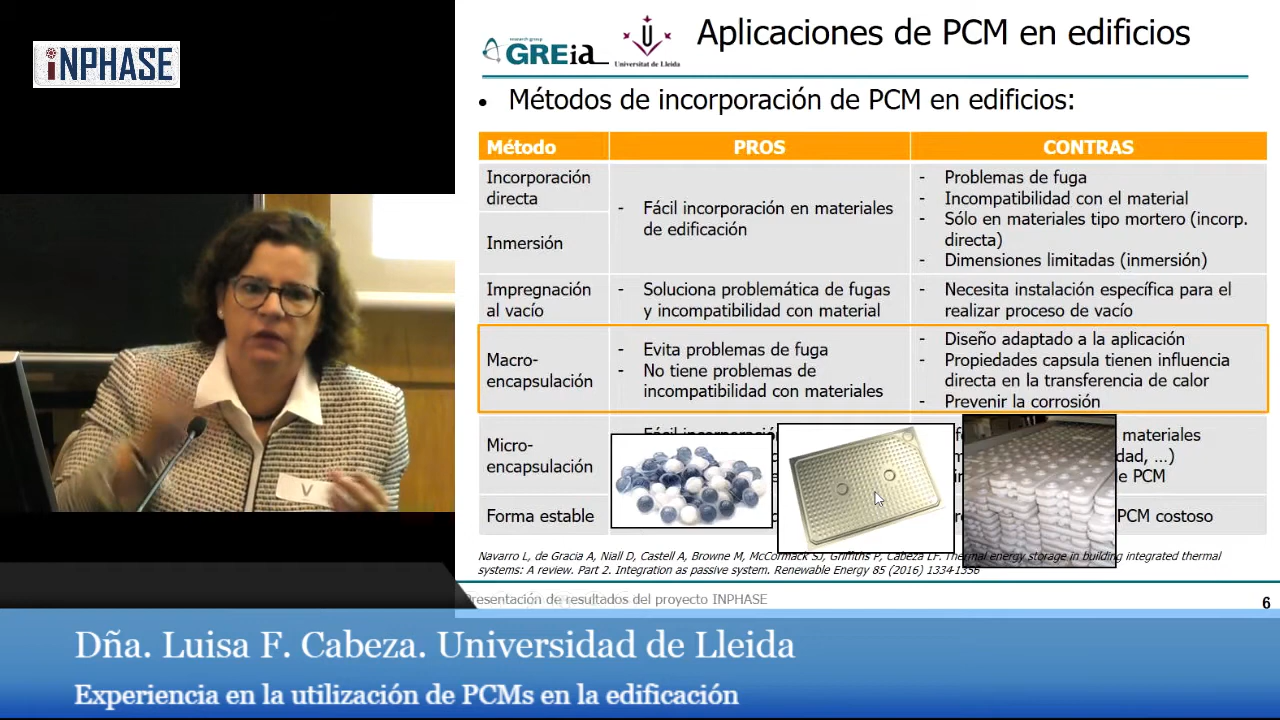 iNPHASE
research group
GREiA
Universitat de Lleida
Aplicaciones de PCM en edificios
• Métodos de incorporación de PCM en edificios:
Método PROS CONTRAS
Incorporación directa
Inmersión
- Fácil incorporación en materiales
de edificación
- Problemas de fuga
- Incompatibilidad con el material
- Sólo en materiales tipo mortero (incorp.
directa)
- Dimensiones limitadas (inmersión)
Impregnación
al vacío
- Soluciona problemática de fugas
y incompatibilidad con material
- Necesita instalación específica para el
realizar proceso de vacío
Macro-
encapsulación
- Evita problemas de fuga
- No tiene problemas de
incompatibilidad con materiales
- Diseño adaptado a la aplicación
- Propiedades capsula tienen influencia
directa en la transferencia de calor
- Prevenir la corrosión
Micro-
encapsulación
materiales
dad, ...)
de PCM
Forma estable
PCM costoso
Navarro L, de Gracia A, Niall D, Castell A, Browne M, McCormack SJ, Griffiths P, Cabeza LF. Thermal energy storage in building integrated thermal
systems: A review. Part 2. Integration as passive system. Renewable Energy 85 (2016) 1334-1356
Presentación de resultados del proyecto INPHASE
6
V
Dña. Luisa F. Cabeza. Universidad de Lleida
Experiencia en la utilización de PCMs en la edificación